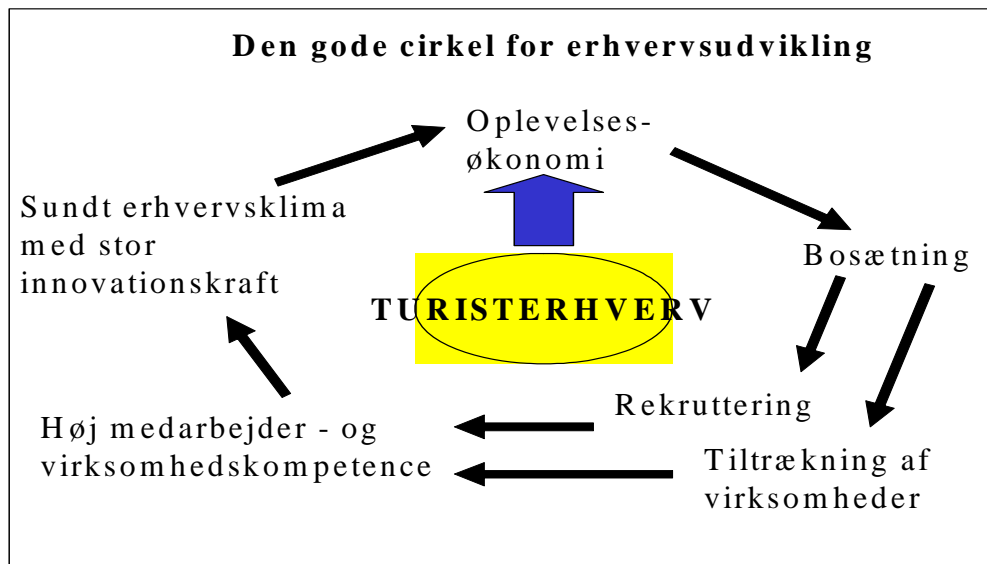 Den gode cirkel for erhvervsudvikling
Oplevelses-
økonomi
Sundt erhvervsklima
med stor
innovationskraft
Bosætning
TURISTERHVERV
Rekruttering
Høj medarbejder - og
virksomhedskompetence
Tiltrækning af
virksomheder